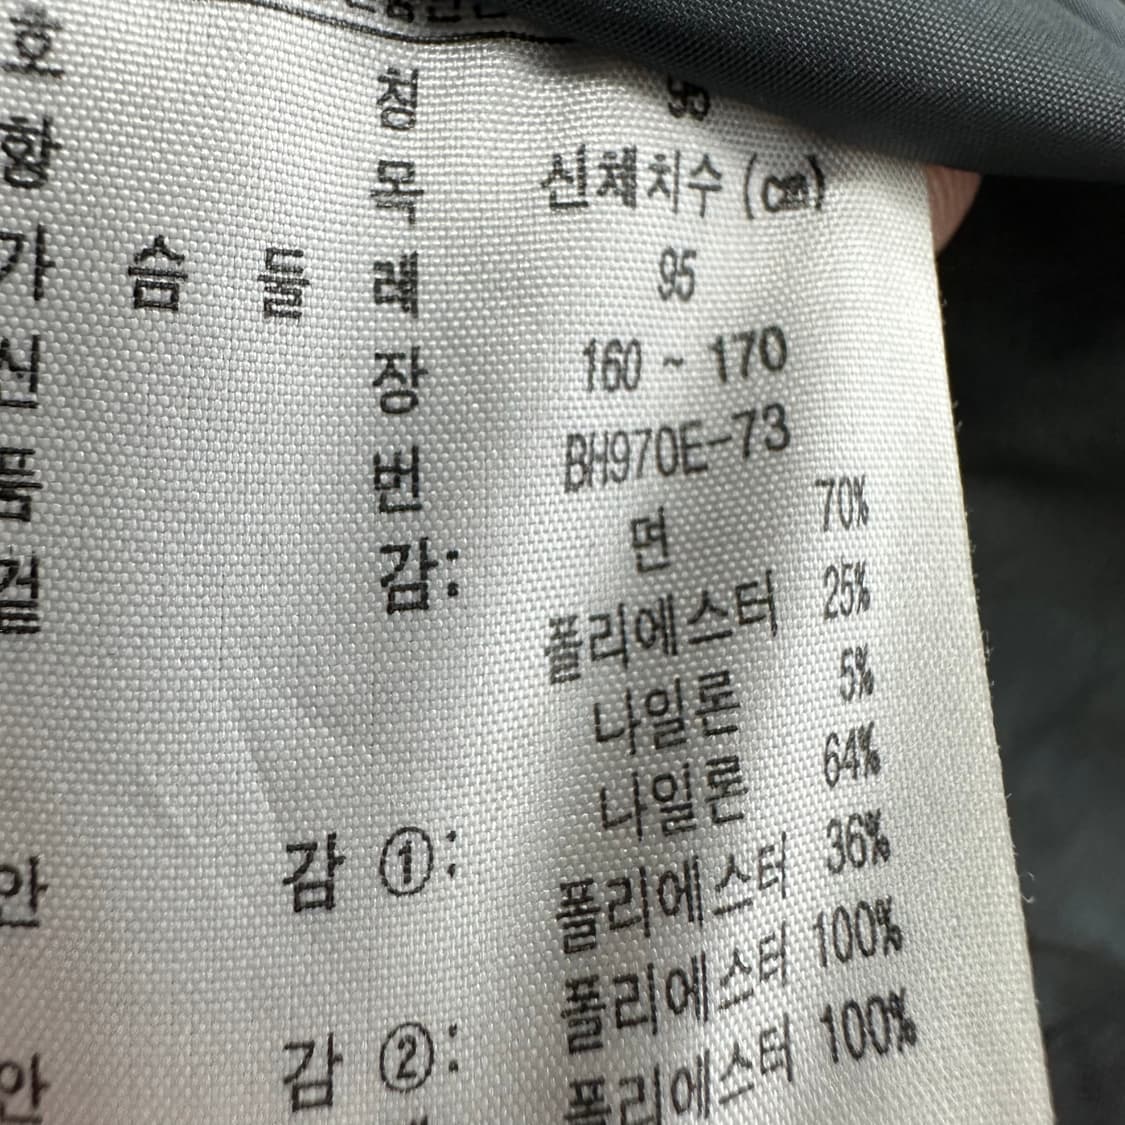 호 칭 95
항 목 신체치수 (cm)
가 슴 둘 레 95
신 장 160 ~ 170
품 번 BH970E-73
겉 감: 면 70%
폴리에스터 25%
나일론 5%
안 감 ①: 나일론 64%
폴리에스터 36%
폴리에스터 100%
안 감 ②: 폴리에스터 100%